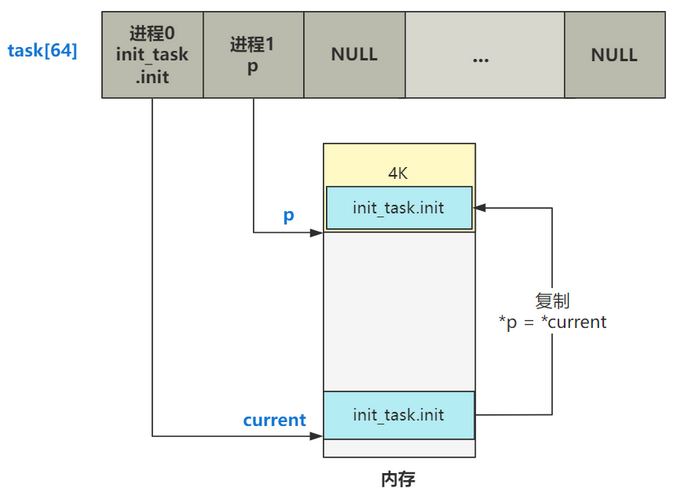 task[64]
进程0
init_task
.init
进程1
p
NULL
...
NULL
4K
init_task.init
p
复制
*p = *current
init_task.init
current
内存